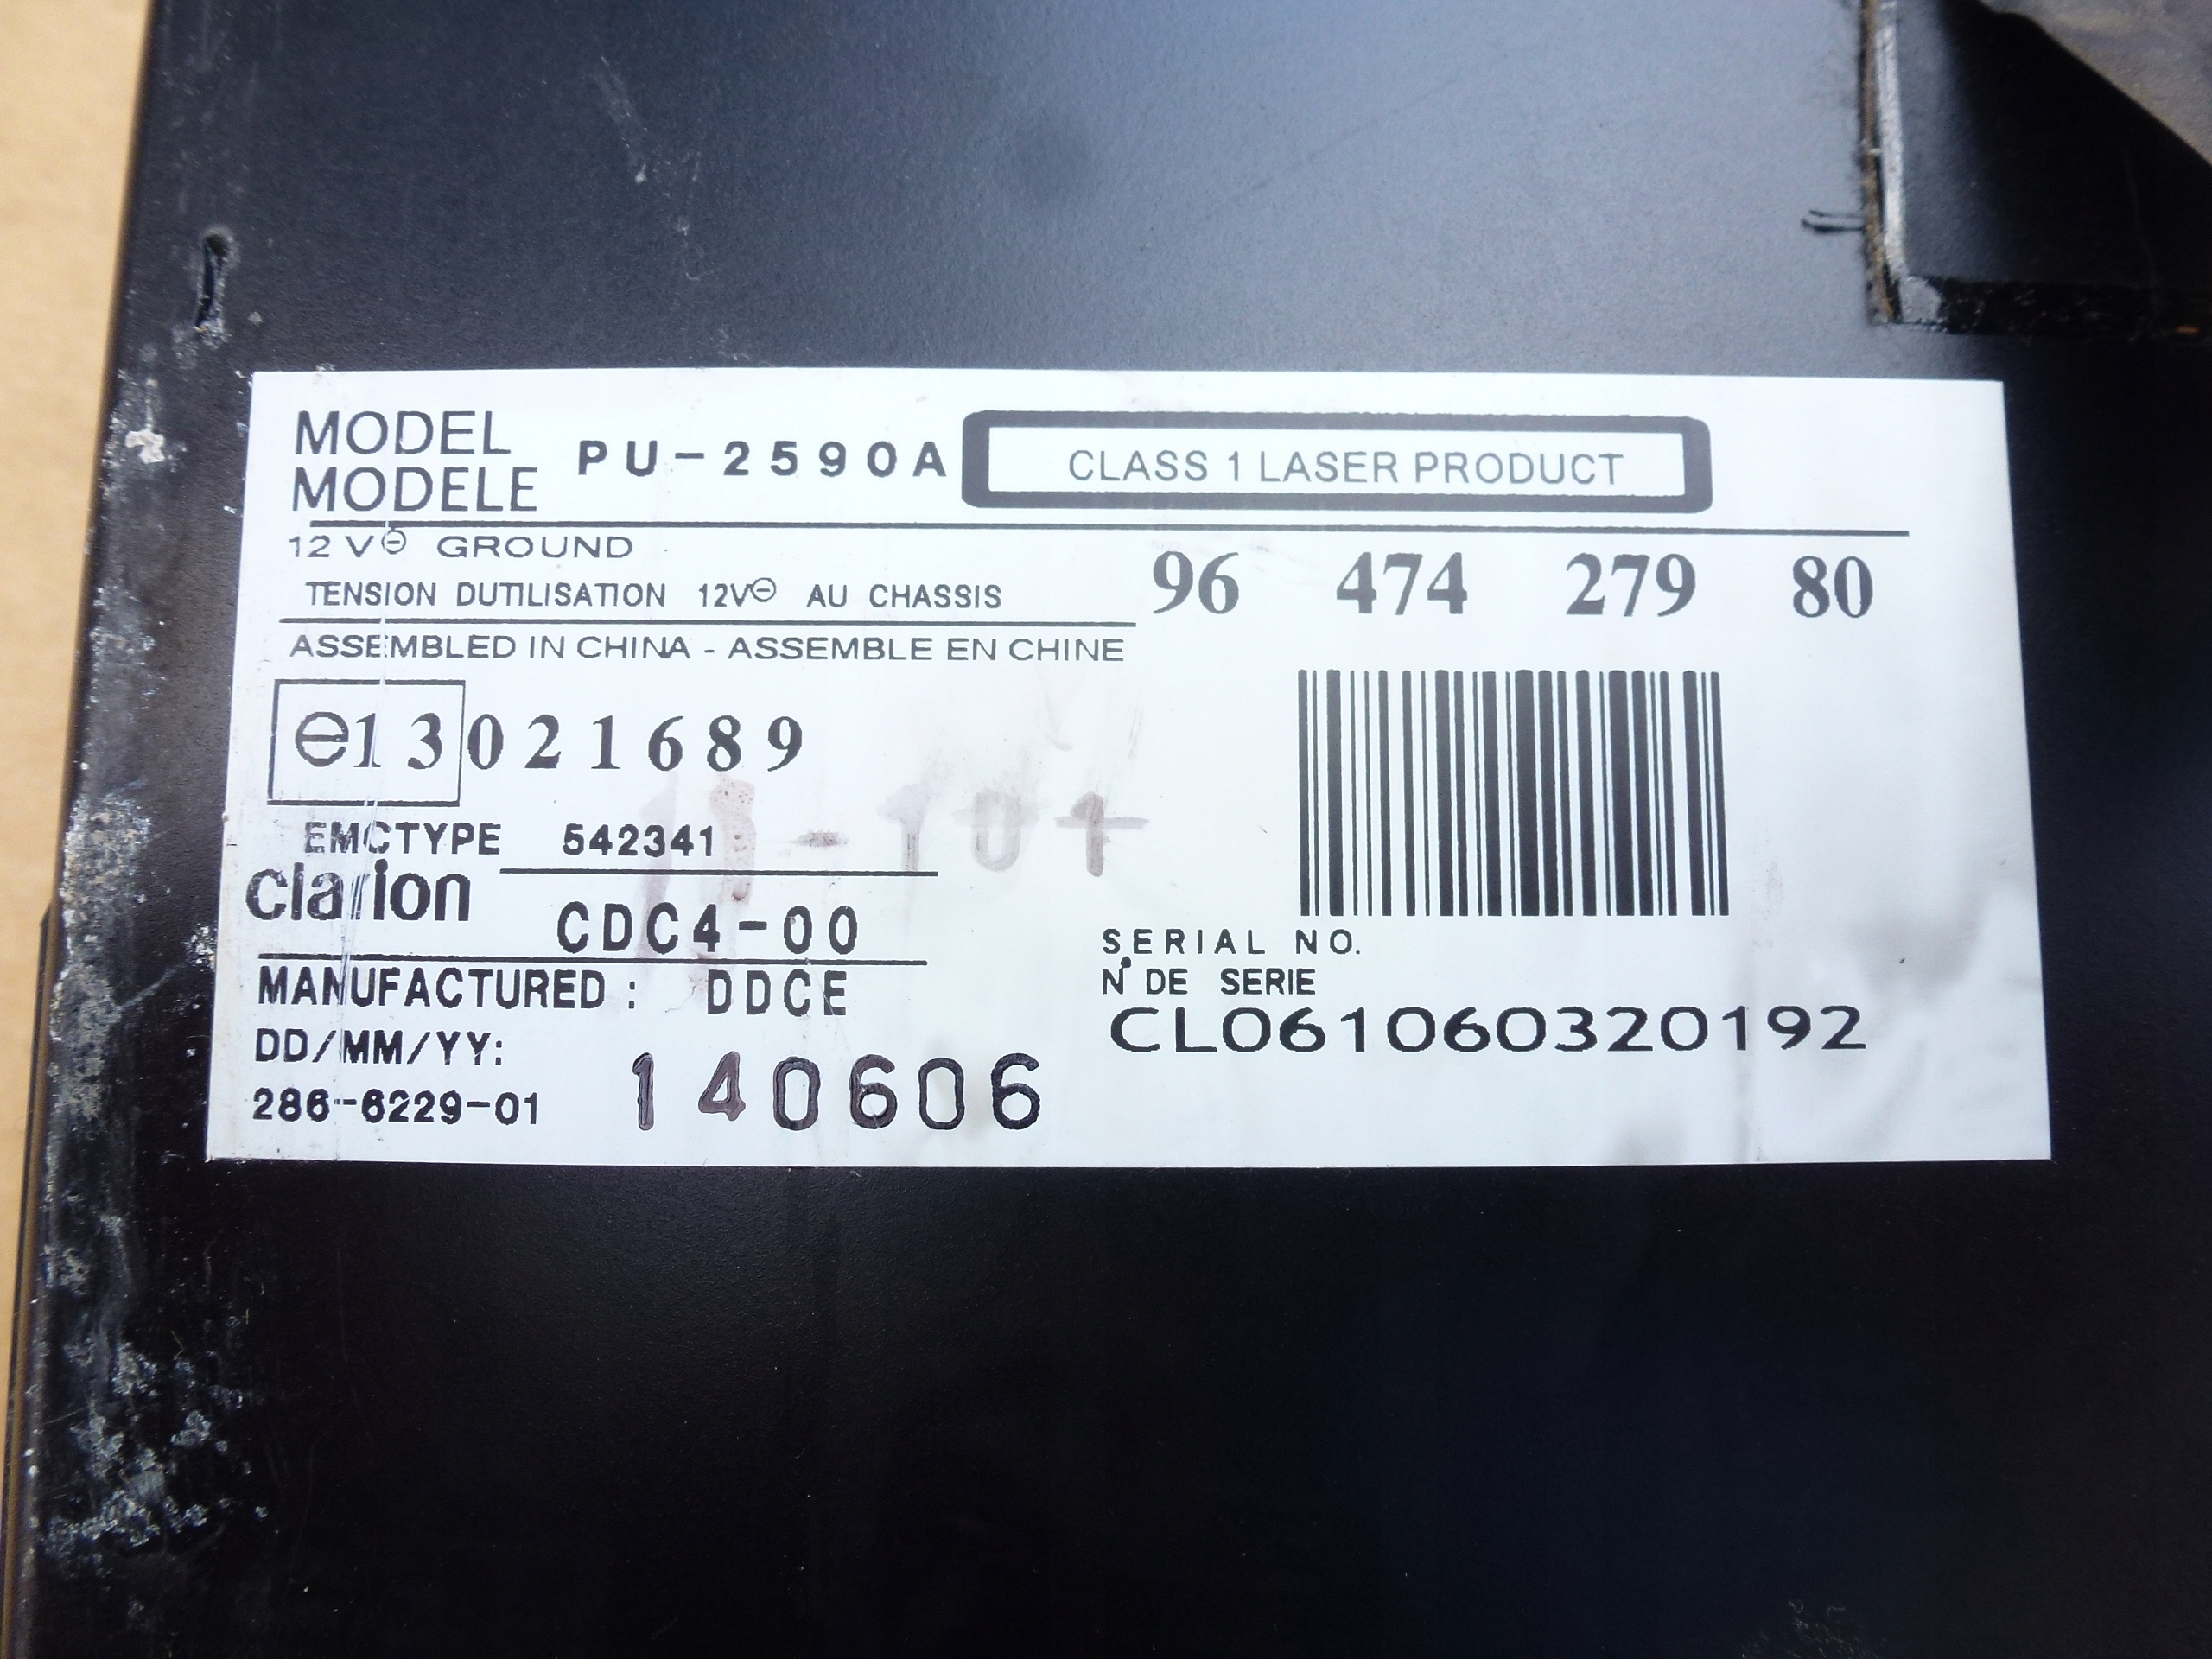 MODEL
MODELE
PU-2590A
CLASS 1 LASER PRODUCT
12 V⊖ GROUND
TENSION DUTILISATION 12V⊖ AU CHASSIS
96 474 279 80
ASSEMBLED IN CHINA - ASSEMBLE EN CHINE
e13 021689
EMCTYPE 542341
clarion
CDC4-00
MANUFACTURED: DDCE
DD/MM/YY:
140606
286-6229-01
SERIAL NO.
N° DE SERIE
CL061060320192